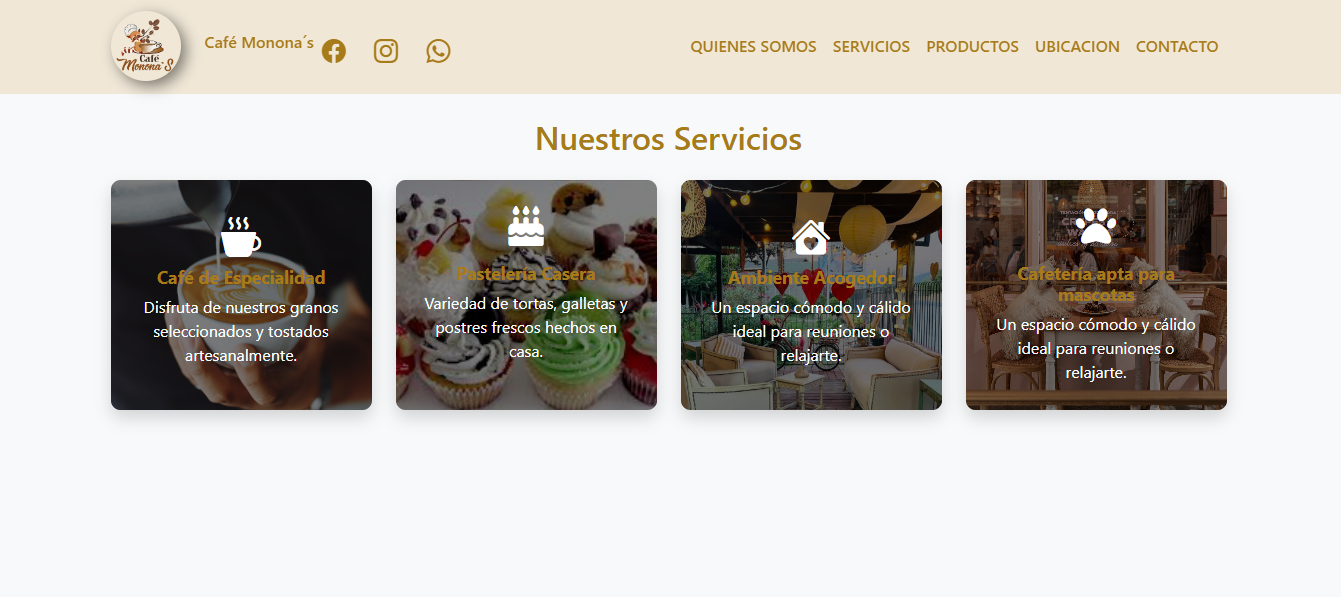 Café
Monona´S
Café Monona´s
QUIENES SOMOS SERVICIOS PRODUCTOS UBICACION CONTACTO
Nuestros Servicios
Café de Especialidad
Disfruta de nuestros granos
seleccionados y tostados
artesanalmente.
Pastelería Casera
Variedad de tortas, galletas y
postres frescos hechos en
casa.
Ambiente Acogedor
Un espacio cómodo y cálido
ideal para reuniones o
relajarte.
Cafetería apta para
mascotas
Un espacio cómodo y cálido
ideal para reuniones o
relajarte.